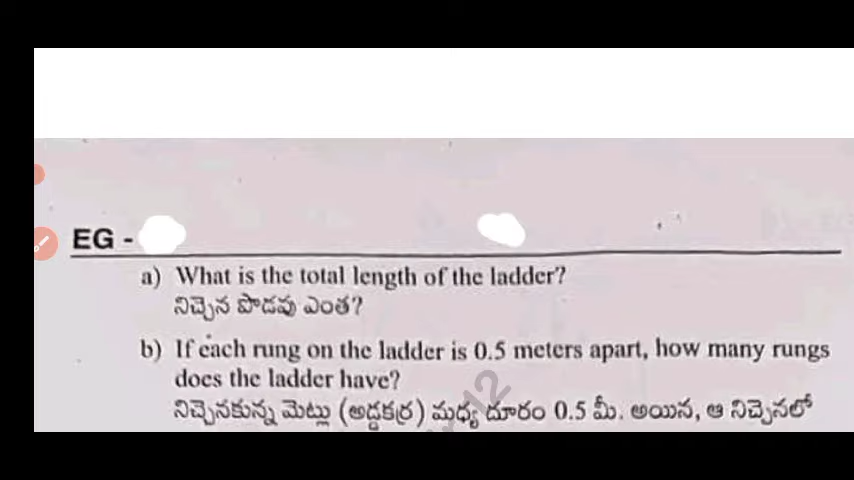 EG -
a) What is the total length of the ladder?
నిచ్చెన పొడవు ఎంత?
b) If each rung on the ladder is 0.5 meters apart, how many rungs
does the ladder have?
12
నిచ్చెనకున్న మెట్లు (అడ్డకర్ర) మధ్య దూరం 0.5 మీ. అయిన, ఆ నిచ్చెనలో